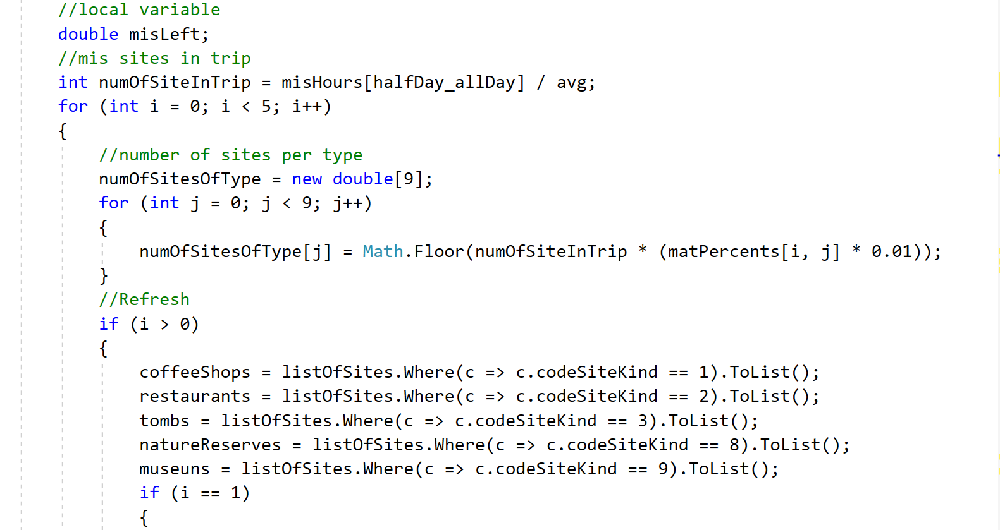 //local variable
double misLeft;
//mis sites in trip
int numOfSiteInTrip = misHours[halfDay_allDay] / avg;
for (int i = 0; i < 5; i++)
{
//number of sites per type
numOfSitesOfType = new double[9];
for (int j = 0; j < 9; j++)
{
numOfSitesOfType[j] = Math.Floor(numOfSiteInTrip * (matPercents[i, j] * 0.01));
}
//Refresh
if (i > 0)
{
coffeeShops = listOfSites.Where(c => c.codeSiteKind == 1).ToList();
restaurants = listOfSites.Where(c => c.codeSiteKind == 2).ToList();
tombs = listOfSites.Where(c => c.codeSiteKind == 3).ToList();
natureReserves = listOfSites.Where(c => c.codeSiteKind == 8).ToList();
museuns = listOfSites.Where(c => c.codeSiteKind == 9).ToList();
if (i == 1)
{